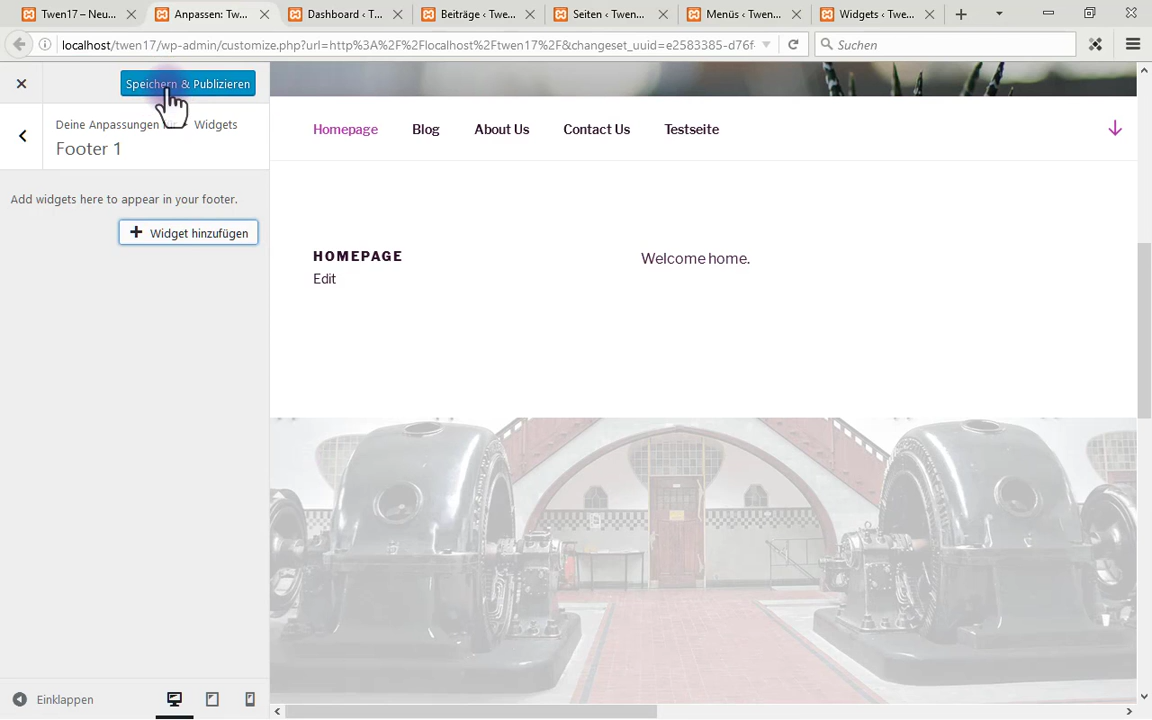 Twen17 – Neu...
Anpassen: Tw...
Dashboard ‹ T...
Beiträge ‹ Twe...
Seiten ‹ Twen...
Menüs ‹ Twen...
Widgets ‹ Twe...
localhost/twen17/wp-admin/customize.php?url=http%3A%2F%2Flocalhost%2Ftwen17%2F&changeset_uuid=e2583385-d76f-
Suchen
Speichern & Publizieren
Deine Anpassungen Widgets
Footer 1
Add widgets here to appear in your footer.
Widget hinzufügen
Einklappen
Homepage Blog About Us Contact Us Testseite
HOMEPAGE
Edit
Welcome home.